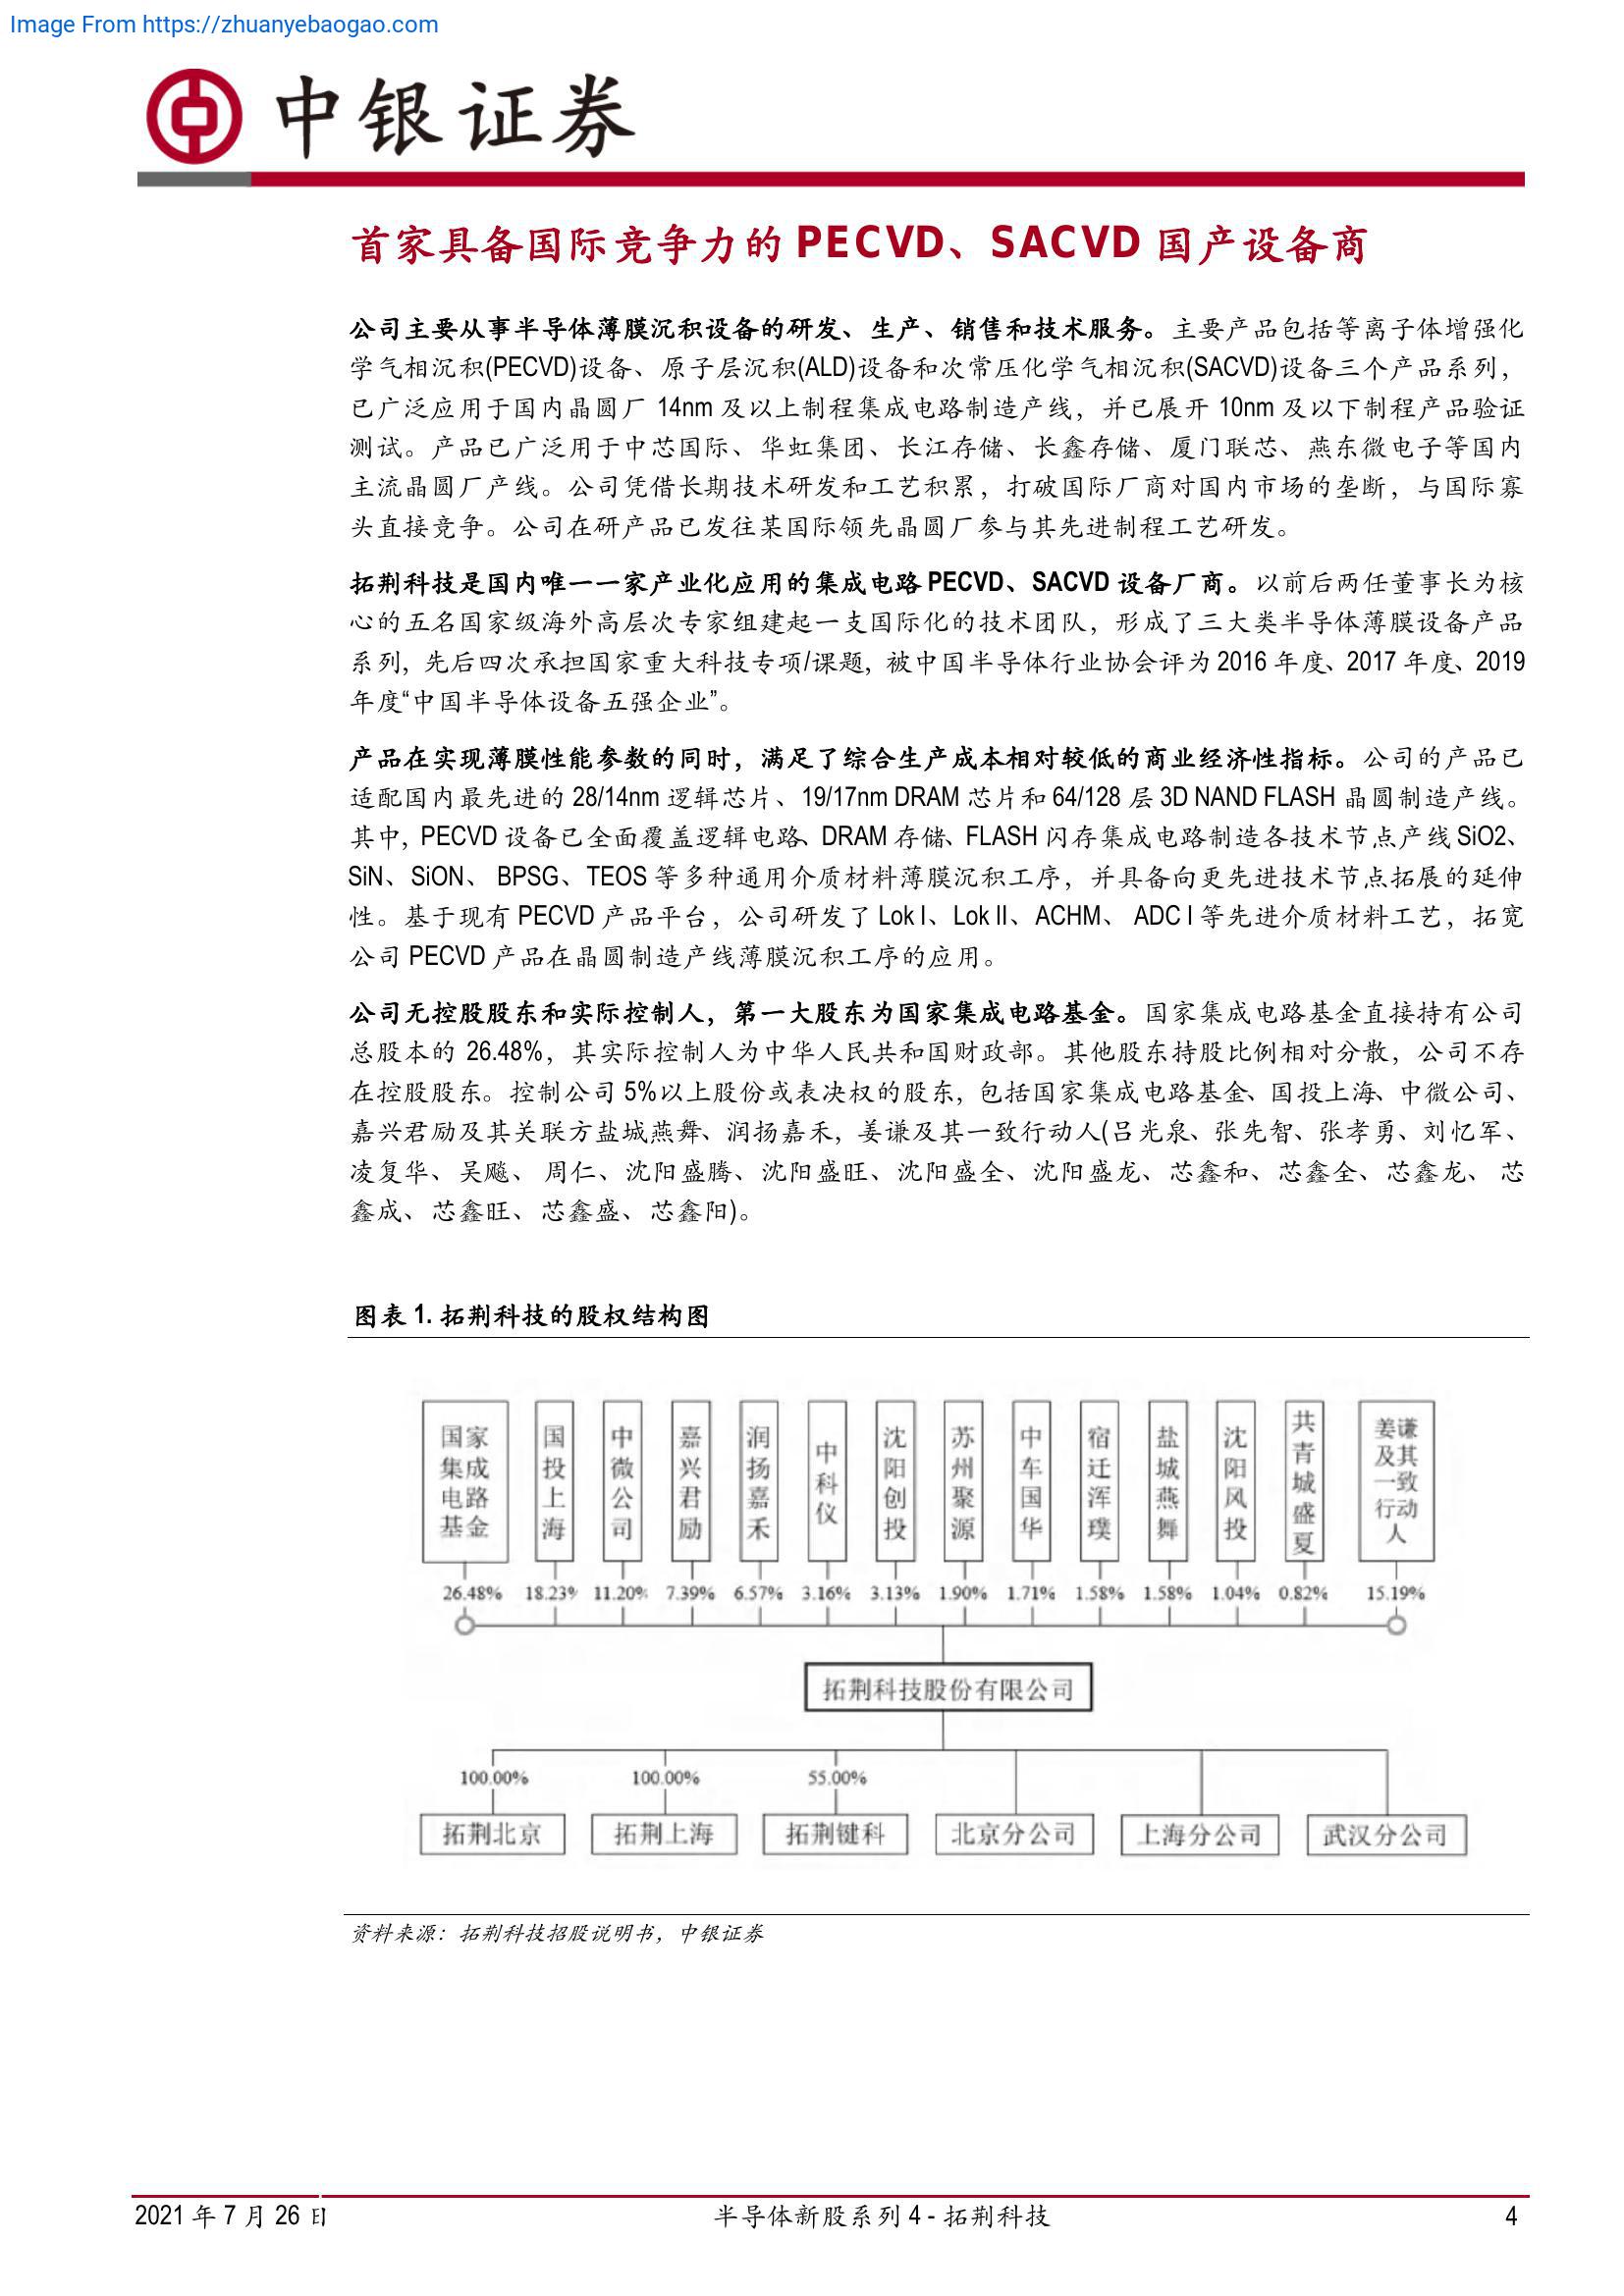 Image From https://zhuanyebaogao.com
中银证券
首家具备国际竞争力的 PECVD、SACVD 国产设备商
公司主要从事半导体薄膜沉积设备的研发、生产、销售和技术服务。主要产品包括等离子体增强化
学气相沉积(PECVD)设备、原子层沉积(ALD)设备和次常压化学气相沉积(SACVD)设备三个产品系列，
已广泛应用于国内晶圆厂 14nm 及以上制程集成电路制造产线，并已展开 10nm 及以下制程产品验证
测试。产品已广泛用于中芯国际、华虹集团、长江存储、长鑫存储、厦门联芯、燕东微电子等国内
主流晶圆厂产线。公司凭借长期技术研发和工艺积累，打破国际厂商对国内市场的垄断，与国际寡
头直接竞争。公司在研产品已发往某国际领先晶圆厂参与其先进制程工艺研发。
拓荆科技是国内唯一一家产业化应用的集成电路 PECVD、SACVD 设备厂商。以前后两任董事长为核
心的五名国家级海外高层次专家组建起一支国际化的技术团队，形成了三大类半导体薄膜设备产品
系列，先后四次承担国家重大科技专项/课题，被中国半导体行业协会评为 2016 年度、2017 年度、2019
年度“中国半导体设备五强企业”。
产品在实现薄膜性能参数的同时，满足了综合生产成本相对较低的商业经济性指标。公司的产品已
适配国内最先进的 28/14nm 逻辑芯片、19/17nm DRAM 芯片和 64/128 层 3D NAND FLASH 晶圆制造产线。
其中，PECVD 设备已全面覆盖逻辑电路、DRAM 存储、FLASH 闪存集成电路制造各技术节点产线 SiO2、
SiN、SiON、 BPSG、TEOS 等多种通用介质材料薄膜沉积工序，并具备向更先进技术节点拓展的延伸
性。基于现有 PECVD 产品平台，公司研发了 Lok I、Lok II、ACHM、 ADC I 等先进介质材料工艺，拓宽
公司 PECVD 产品在晶圆制造产线薄膜沉积工序的应用。
公司无控股股东和实际控制人，第一大股东为国家集成电路基金。国家集成电路基金直接持有公司
总股本的 26.48%，其实际控制人为中华人民共和国财政部。其他股东持股比例相对分散，公司不存
在控股股东。控制公司 5%以上股份或表决权的股东，包括国家集成电路基金、国投上海、中微公司、
嘉兴君励及其关联方盐城燕舞、润扬嘉禾，姜谦及其一致行动人(吕光泉、张先智、张孝勇、刘忆军、
凌复华、吴飚、 周仁、沈阳盛腾、沈阳盛旺、沈阳盛全、沈阳盛龙、芯鑫和、芯鑫全、芯鑫龙、 芯
鑫成、芯鑫旺、芯鑫盛、芯鑫阳)。
图表 1. 拓荆科技的股权结构图
国家集成电路基金 国投上海 中微公司 嘉兴君励 润扬嘉禾 中科仪 沈阳创投 苏州聚源 中车国华 宿迁浑璞 盐城燕舞 沈阳风投 共青城盛夏 姜谦及其一致行动人
26.48% 18.23% 11.20% 7.39% 6.57% 3.16% 3.13% 1.90% 1.71% 1.58% 1.58% 1.04% 0.82% 15.19%
拓荆科技股份有限公司
100.00% 100.00% 55.00%
拓荆北京 拓荆上海 拓荆键科 北京分公司 上海分公司 武汉分公司
资料来源：拓荆科技招股说明书，中银证券
2021 年 7 月 26 日 半导体新股系列 4 - 拓荆科技 4